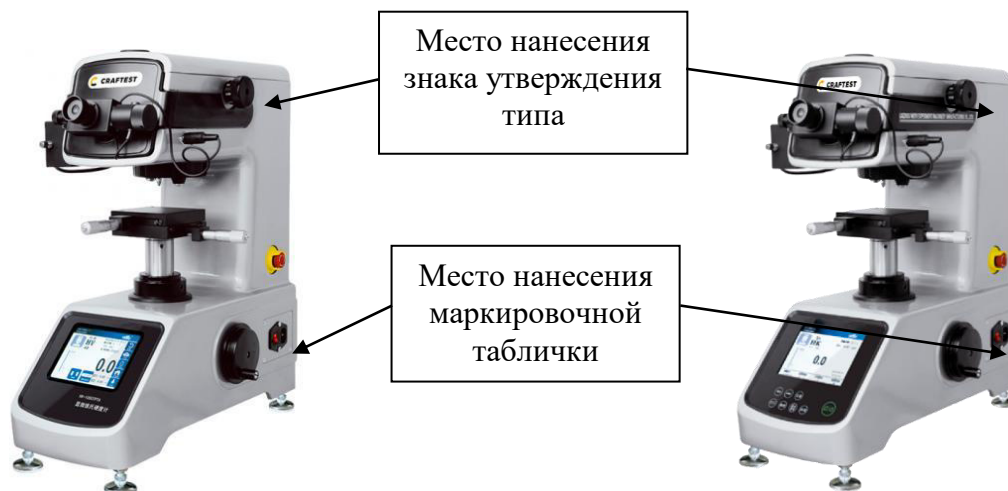 Место нанесения
знака утверждения
типа
CRAFTEST
CRAFTEST
Место нанесения
маркировочной
таблички
0.0
0.0